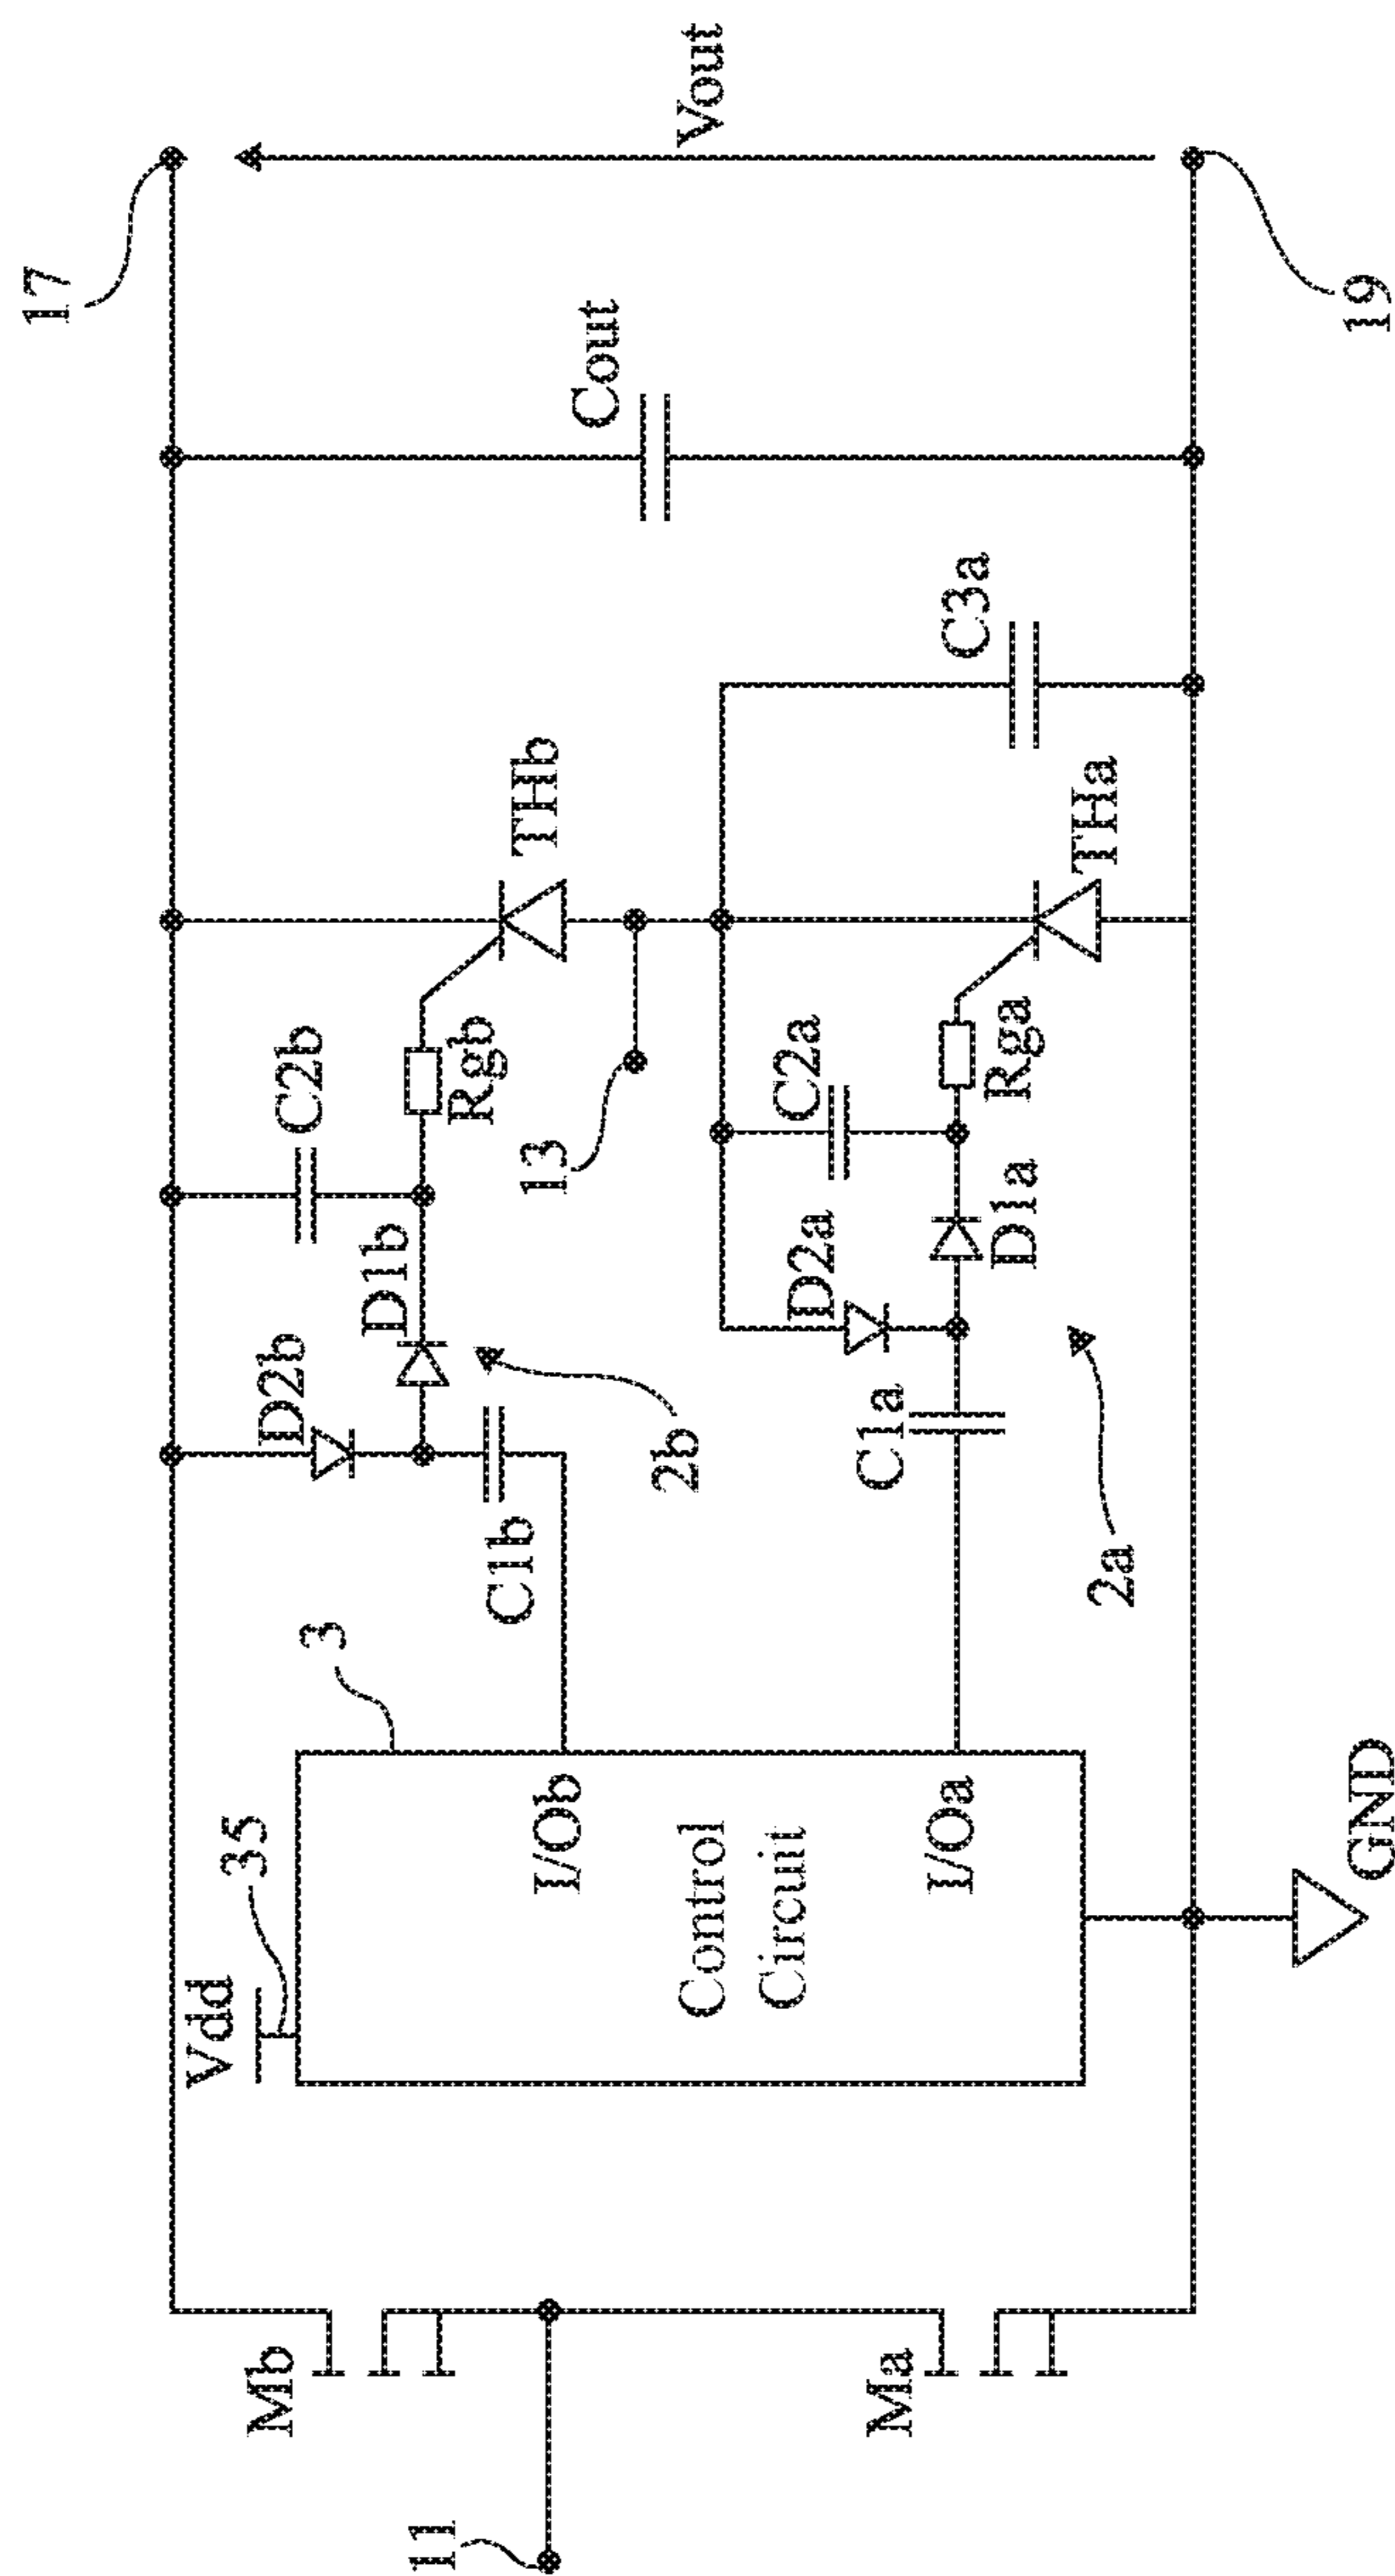 11
Mb
Ma
Vdd
35
3
I/Ob
Control
Circuit
I/Oa
GND
D2b
C1b
D1b
2b
C2b
Rgb
THb
13
C1a
D2a
D1a
2a
C2a
Rga
THa
C3a
Cout
17
Vout
19